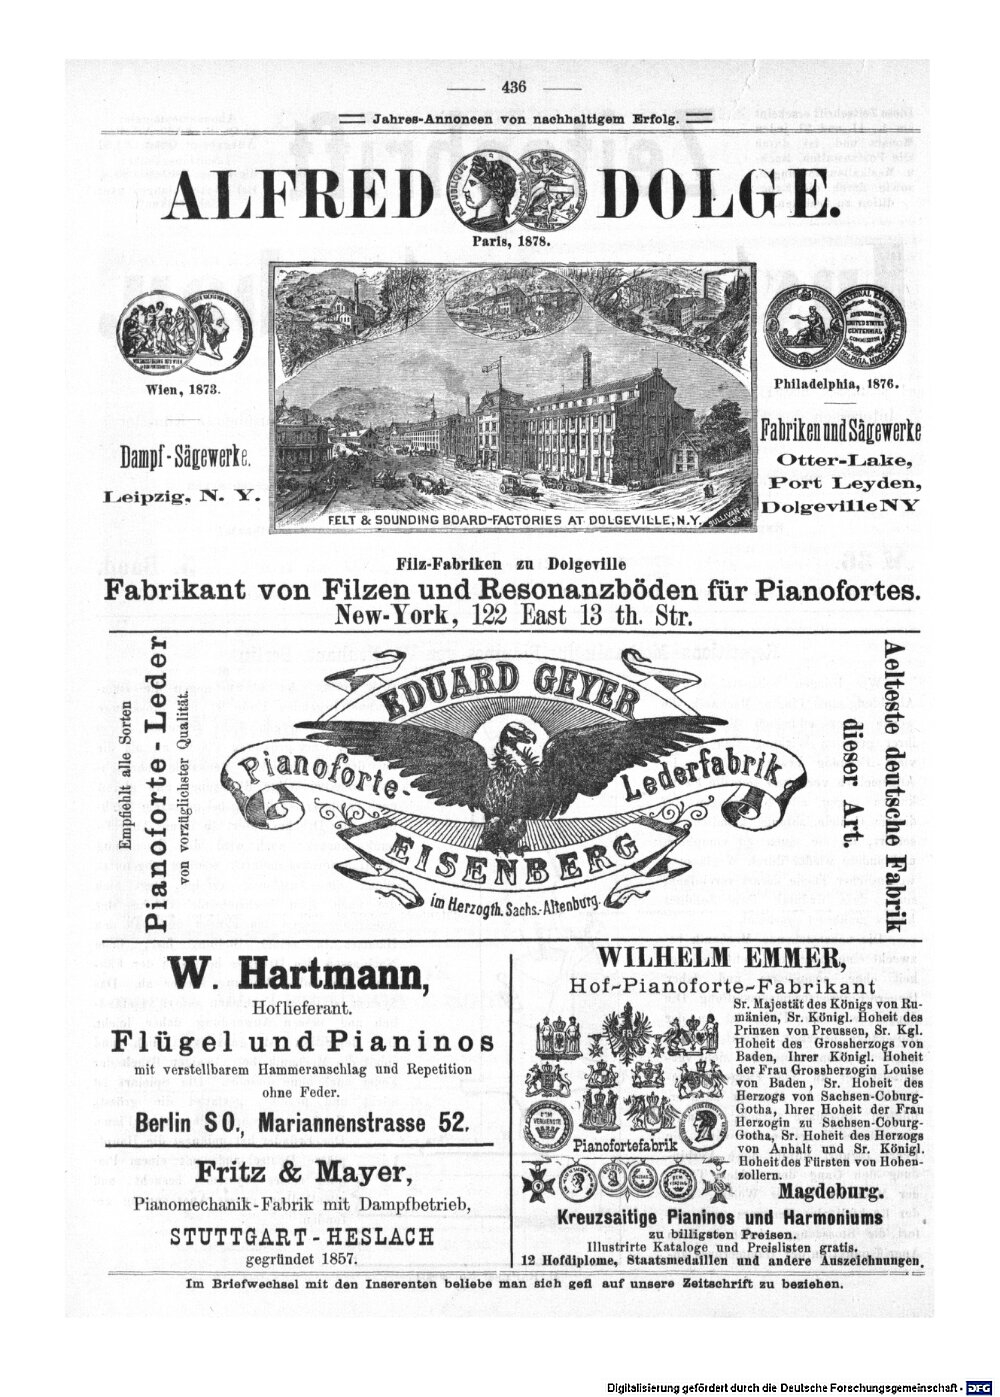 436
Jahres-Annoncen von nachhaltigem Erfolg.
ALFRED DOLGE.
REPUBLIQUE
Paris, 1878.
Wien, 1873.
Dampf-Sägewerke.
Leipzig, N. Y.
FELT & SOUNDING BOARD-FACTORIES AT DOLGEVILLE, N.Y.
Philadelphia, 1876.
Fabriken und Sägewerke
Otter-Lake,
Port Leyden,
Dolgeville NY
Filz-Fabriken zu Dolgeville
Fabrikant von Filzen und Resonanzböden für Pianofortes.
New-York, 122 East 13 th. Str.
Empfiehlt alle Sorten
Pianoforte-Leder
von vorzüglichster Qualität.
EDUARD GEYER
Pianoforte-Lederfabrik
EISENBERG
im Herzogth. Sachs.-Altenburg.
Aelteste deutsche Fabrik
dieser Art.
W. Hartmann,
Hoflieferant.
Flügel und Pianinos
mit verstellbarem Hammeranschlag und Repetition
ohne Feder.
Berlin SO., Mariannenstrasse 52.
Fritz & Mayer,
Pianomechanik-Fabrik mit Dampfbetrieb,
STUTTGART-HESLACH
gegründet 1857.
WILHELM EMMER,
Hof-Pianoforte-Fabrikant
Sr. Majestät des Königs von Ru-
mänien, Sr. Königl. Hoheit des
Prinzen von Preussen, Sr. Kgl.
Hoheit des Grossherzogs von
Baden, Ihrer Königl. Hoheit
der Frau Grossherzogin Louise
von Baden, Sr. Hoheit des
Herzogs von Sachsen-Coburg-
Gotha, Ihrer Hoheit der Frau
Herzogin zu Sachsen-Coburg-
Gotha, Sr. Hoheit des Herzogs
von Anhalt und Sr. Königl.
Hoheit des Fürsten von Hohen-
zollern.
Pianofortefabrik
Magdeburg.
Kreuzsaitige Pianinos und Harmoniums
zu billigsten Preisen.
Illustrirte Kataloge und Preislisten gratis.
12 Hofdiplome, Staatsmedaillen und andere Auszeichnungen.
Im Briefwechsel mit den Inserenten beliebe man sich gefl auf unsere Zeitschrift zu beziehen.
Digitalisierung gefördert durch die Deutsche Forschungsgemeinschaft - DFG